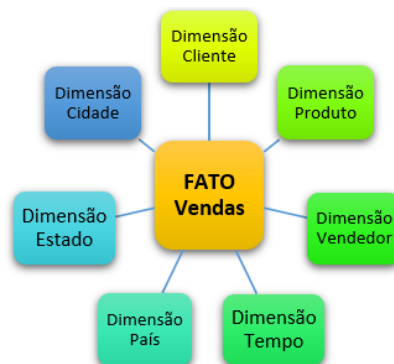 Dimensão
Cliente
Dimensão
Cidade
Dimensão
Produto
FATO
Vendas
Dimensão
Estado
Dimensão
Vendedor
Dimensão
País
Dimensão
Tempo